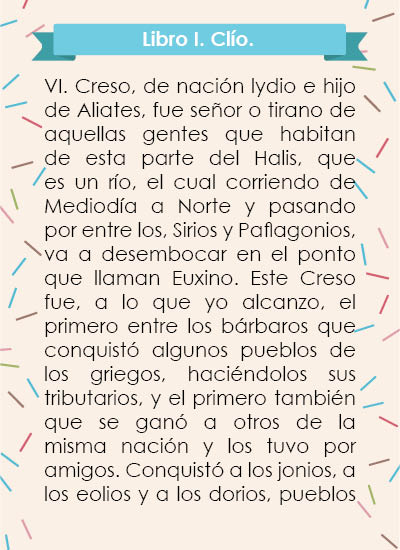 Libro I. Clío.
VI. Creso, de nación lydio e hijo
de Aliates, fue señor o tirano de
aquellas gentes que habitan
de esta parte del Halis, que
es un río, el cual corriendo de
Mediodía a Norte y pasando
por entre los, Sirios y Paflagonios,
va a desembocar en el ponto
que llaman Euxino. Este Creso
fue, a lo que yo alcanzo, el
primero entre los bárbaros que
conquistó algunos pueblos de
los griegos, haciéndolos sus
tributarios, y el primero también
que se ganó a otros de la
misma nación y los tuvo por
amigos. Conquistó a los jonios, a
los eolios y a los dorios, pueblos